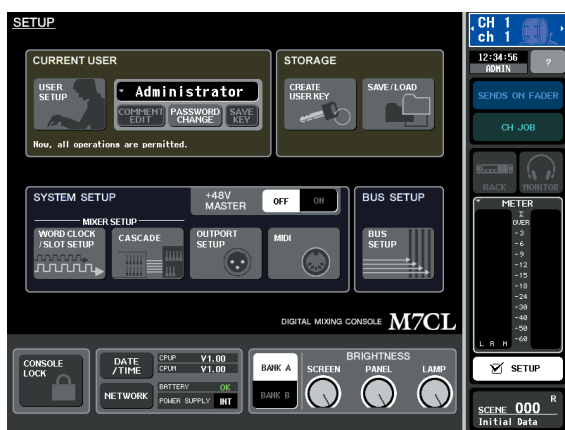 SETUP
CURRENT USER
USER
SETUP
Administrator
COMMENT
EDIT
PASSWORD
CHANGE
SAVE
KEY
Now, all operations are permitted.
STORAGE
CREATE
USER KEY
SAVE/LOAD
SYSTEM SETUP
+48V
MASTER
OFF
ON
MIXER SETUP
WORD CLOCK
/SLOT SETUP
CASCADE
OUTPORT
SETUP
MIDI
BUS SETUP
BUS
SETUP
DIGITAL MIXING CONSOLE M7CL
CONSOLE
LOCK
DATE
/TIME
CPUP V1.00
CPUM V1.00
NETWORK
BATTERY OK
POWER SUPPLY INT
BANK A
BANK B
BRIGHTNESS
SCREEN
PANEL
LAMP
CH 1
ch 1
12:34:56
ADMIN
?
SENDS ON FADER
CH JOB
RACK
MONITOR
METER
Σ
OVER
-3
-6
-9
-12
-15
-18
-24
-30
-40
-50
-60
L R M
SETUP
R
SCENE 000
Initial Data